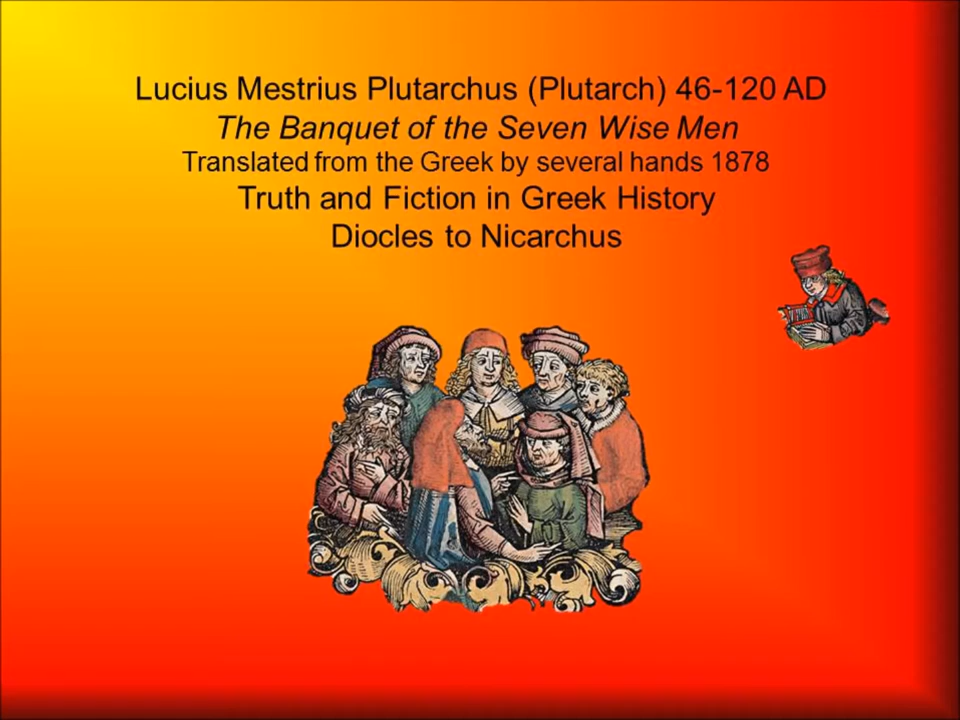 Lucius Mestrius Plutarchus (Plutarch) 46-120 AD
The Banquet of the Seven Wise Men
Translated from the Greek by several hands 1878
Truth and Fiction in Greek History
Diocles to Nicarchus